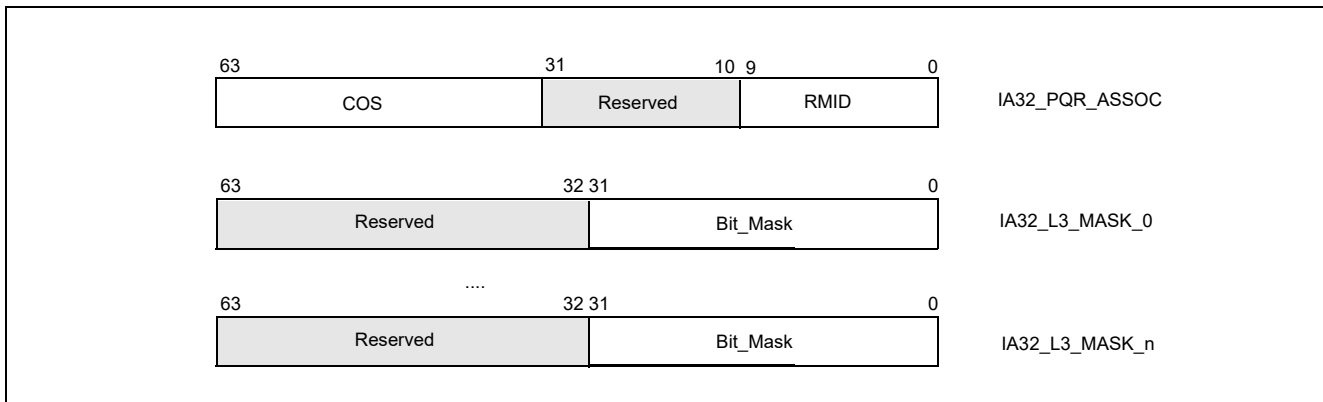 63 31 10 9 0
COS Reserved RMID IA32_PQR_ASSOC
63 32 31 0
Reserved Bit_Mask IA32_L3_MASK_0
....
63 32 31 0
Reserved Bit_Mask IA32_L3_MASK_n